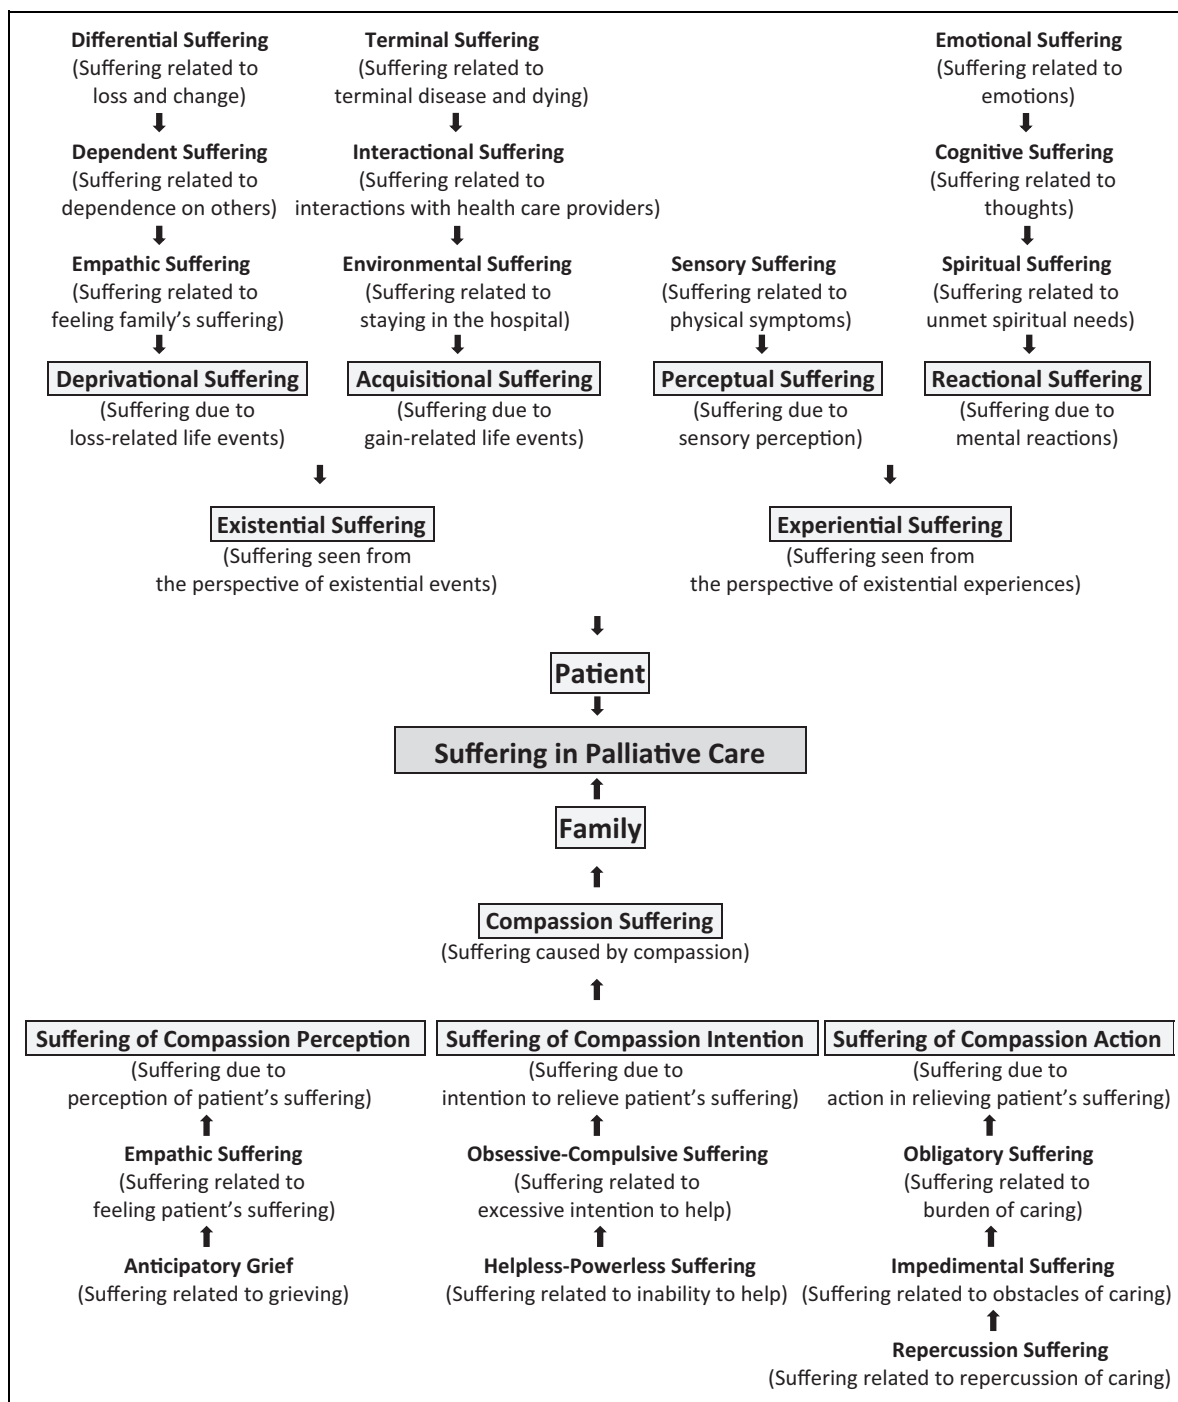 Differential Suffering
(Suffering related to
loss and change)
Terminal Suffering
(Suffering related to
terminal disease and dying)
Emotional Suffering
(Suffering related to
emotions)
Dependent Suffering
(Suffering related to
dependence on others)
Interactional Suffering
(Suffering related to
interactions with health care providers)
Cognitive Suffering
(Suffering related to
thoughts)
Empathic Suffering
(Suffering related to
feeling family's suffering)
Environmental Suffering
(Suffering related to
staying in the hospital)
Sensory Suffering
(Suffering related to
physical symptoms)
Spiritual Suffering
(Suffering related to
unmet spiritual needs)
Deprivational Suffering
(Suffering due to
loss-related life events)
Acquisitional Suffering
(Suffering due to
gain-related life events)
Perceptual Suffering
(Suffering due to
sensory perception)
Reactional Suffering
(Suffering due to
mental reactions)
Existential Suffering
(Suffering seen from
the perspective of existential events)
Experiential Suffering
(Suffering seen from
the perspective of existential experiences)
Patient
Suffering in Palliative Care
Family
Compassion Suffering
(Suffering caused by compassion)
Suffering of Compassion Perception
(Suffering due to
perception of patient's suffering)
Suffering of Compassion Intention
(Suffering due to
intention to relieve patient's suffering)
Suffering of Compassion Action
(Suffering due to
action in relieving patient's suffering)
Empathic Suffering
(Suffering related to
feeling patient's suffering)
Obsessive-Compulsive Suffering
(Suffering related to
excessive intention to help)
Obligatory Suffering
(Suffering related to
burden of caring)
Anticipatory Grief
(Suffering related to grieving)
Helpless-Powerless Suffering
(Suffering related to inability to help)
Impedimental Suffering
(Suffering related to obstacles of caring)
Repercussion Suffering
(Suffering related to repercussion of caring)